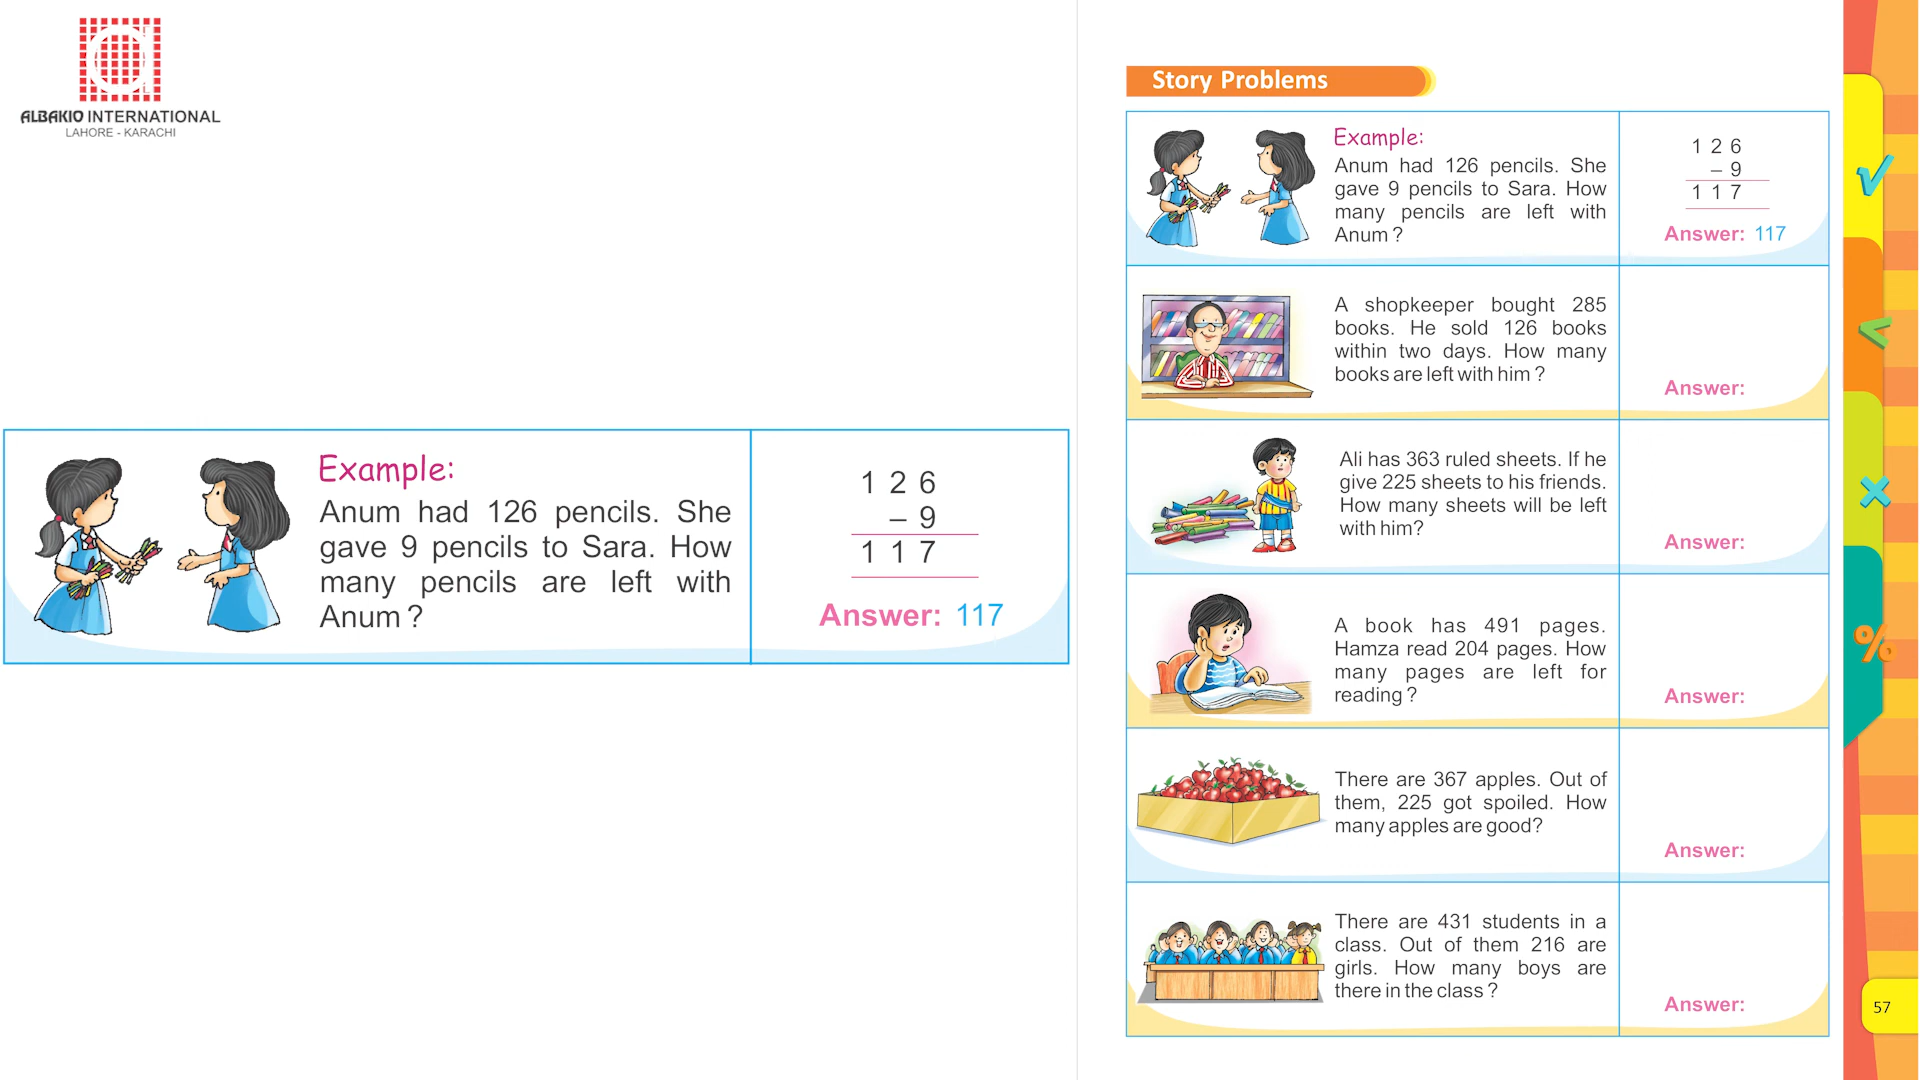 ALBAKIO INTERNATIONAL
LAHORE - KARACHI
Example:
Anum had 126 pencils. She
gave 9 pencils to Sara. How
many pencils are left with
Anum ?
1 2 6
– 9
1 1 7
Answer: 117
Story Problems
Example:
Anum had 126 pencils. She
gave 9 pencils to Sara. How
many pencils are left with
Anum ?
1 2 6
– 9
1 1 7
Answer: 117
A shopkeeper bought 285
books. He sold 126 books
within two days. How many
books are left with him ?
Answer:
Ali has 363 ruled sheets. If he
give 225 sheets to his friends.
How many sheets will be left
with him?
Answer:
A book has 491 pages.
Hamza read 204 pages. How
many pages are left for
reading ?
Answer:
There are 367 apples. Out of
them, 225 got spoiled. How
many apples are good?
Answer:
There are 431 students in a
class. Out of them 216 are
girls. How many boys are
there in the class ?
Answer:
√
<
×
%
57